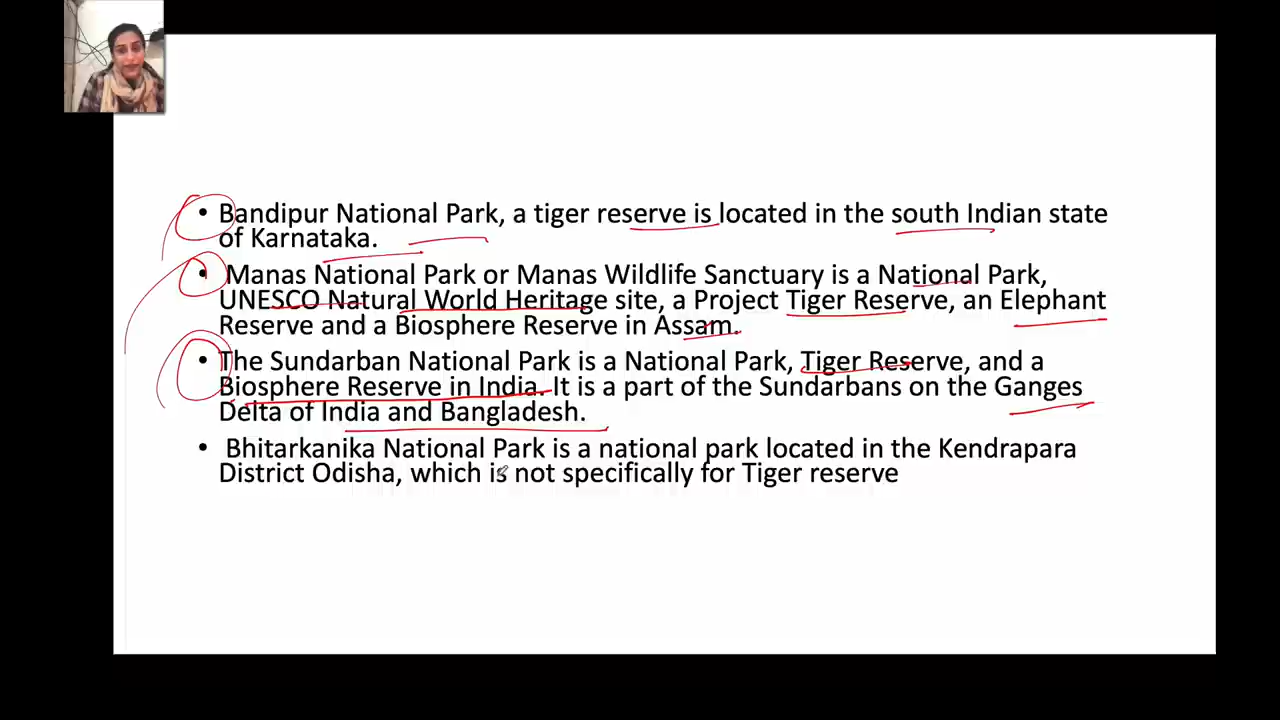 • Bandipur National Park, a tiger reserve is located in the south Indian state
of Karnataka.
• Manas National Park or Manas Wildlife Sanctuary is a National Park,
UNESCO Natural World Heritage site, a Project Tiger Reserve, an Elephant
Reserve and a Biosphere Reserve in Assam.
• The Sundarban National Park is a National Park, Tiger Reserve, and a
Biosphere Reserve in India. It is a part of the Sundarbans on the Ganges
Delta of India and Bangladesh.
• Bhitarkanika National Park is a national park located in the Kendrapara
District Odisha, which is not specifically for Tiger reserve